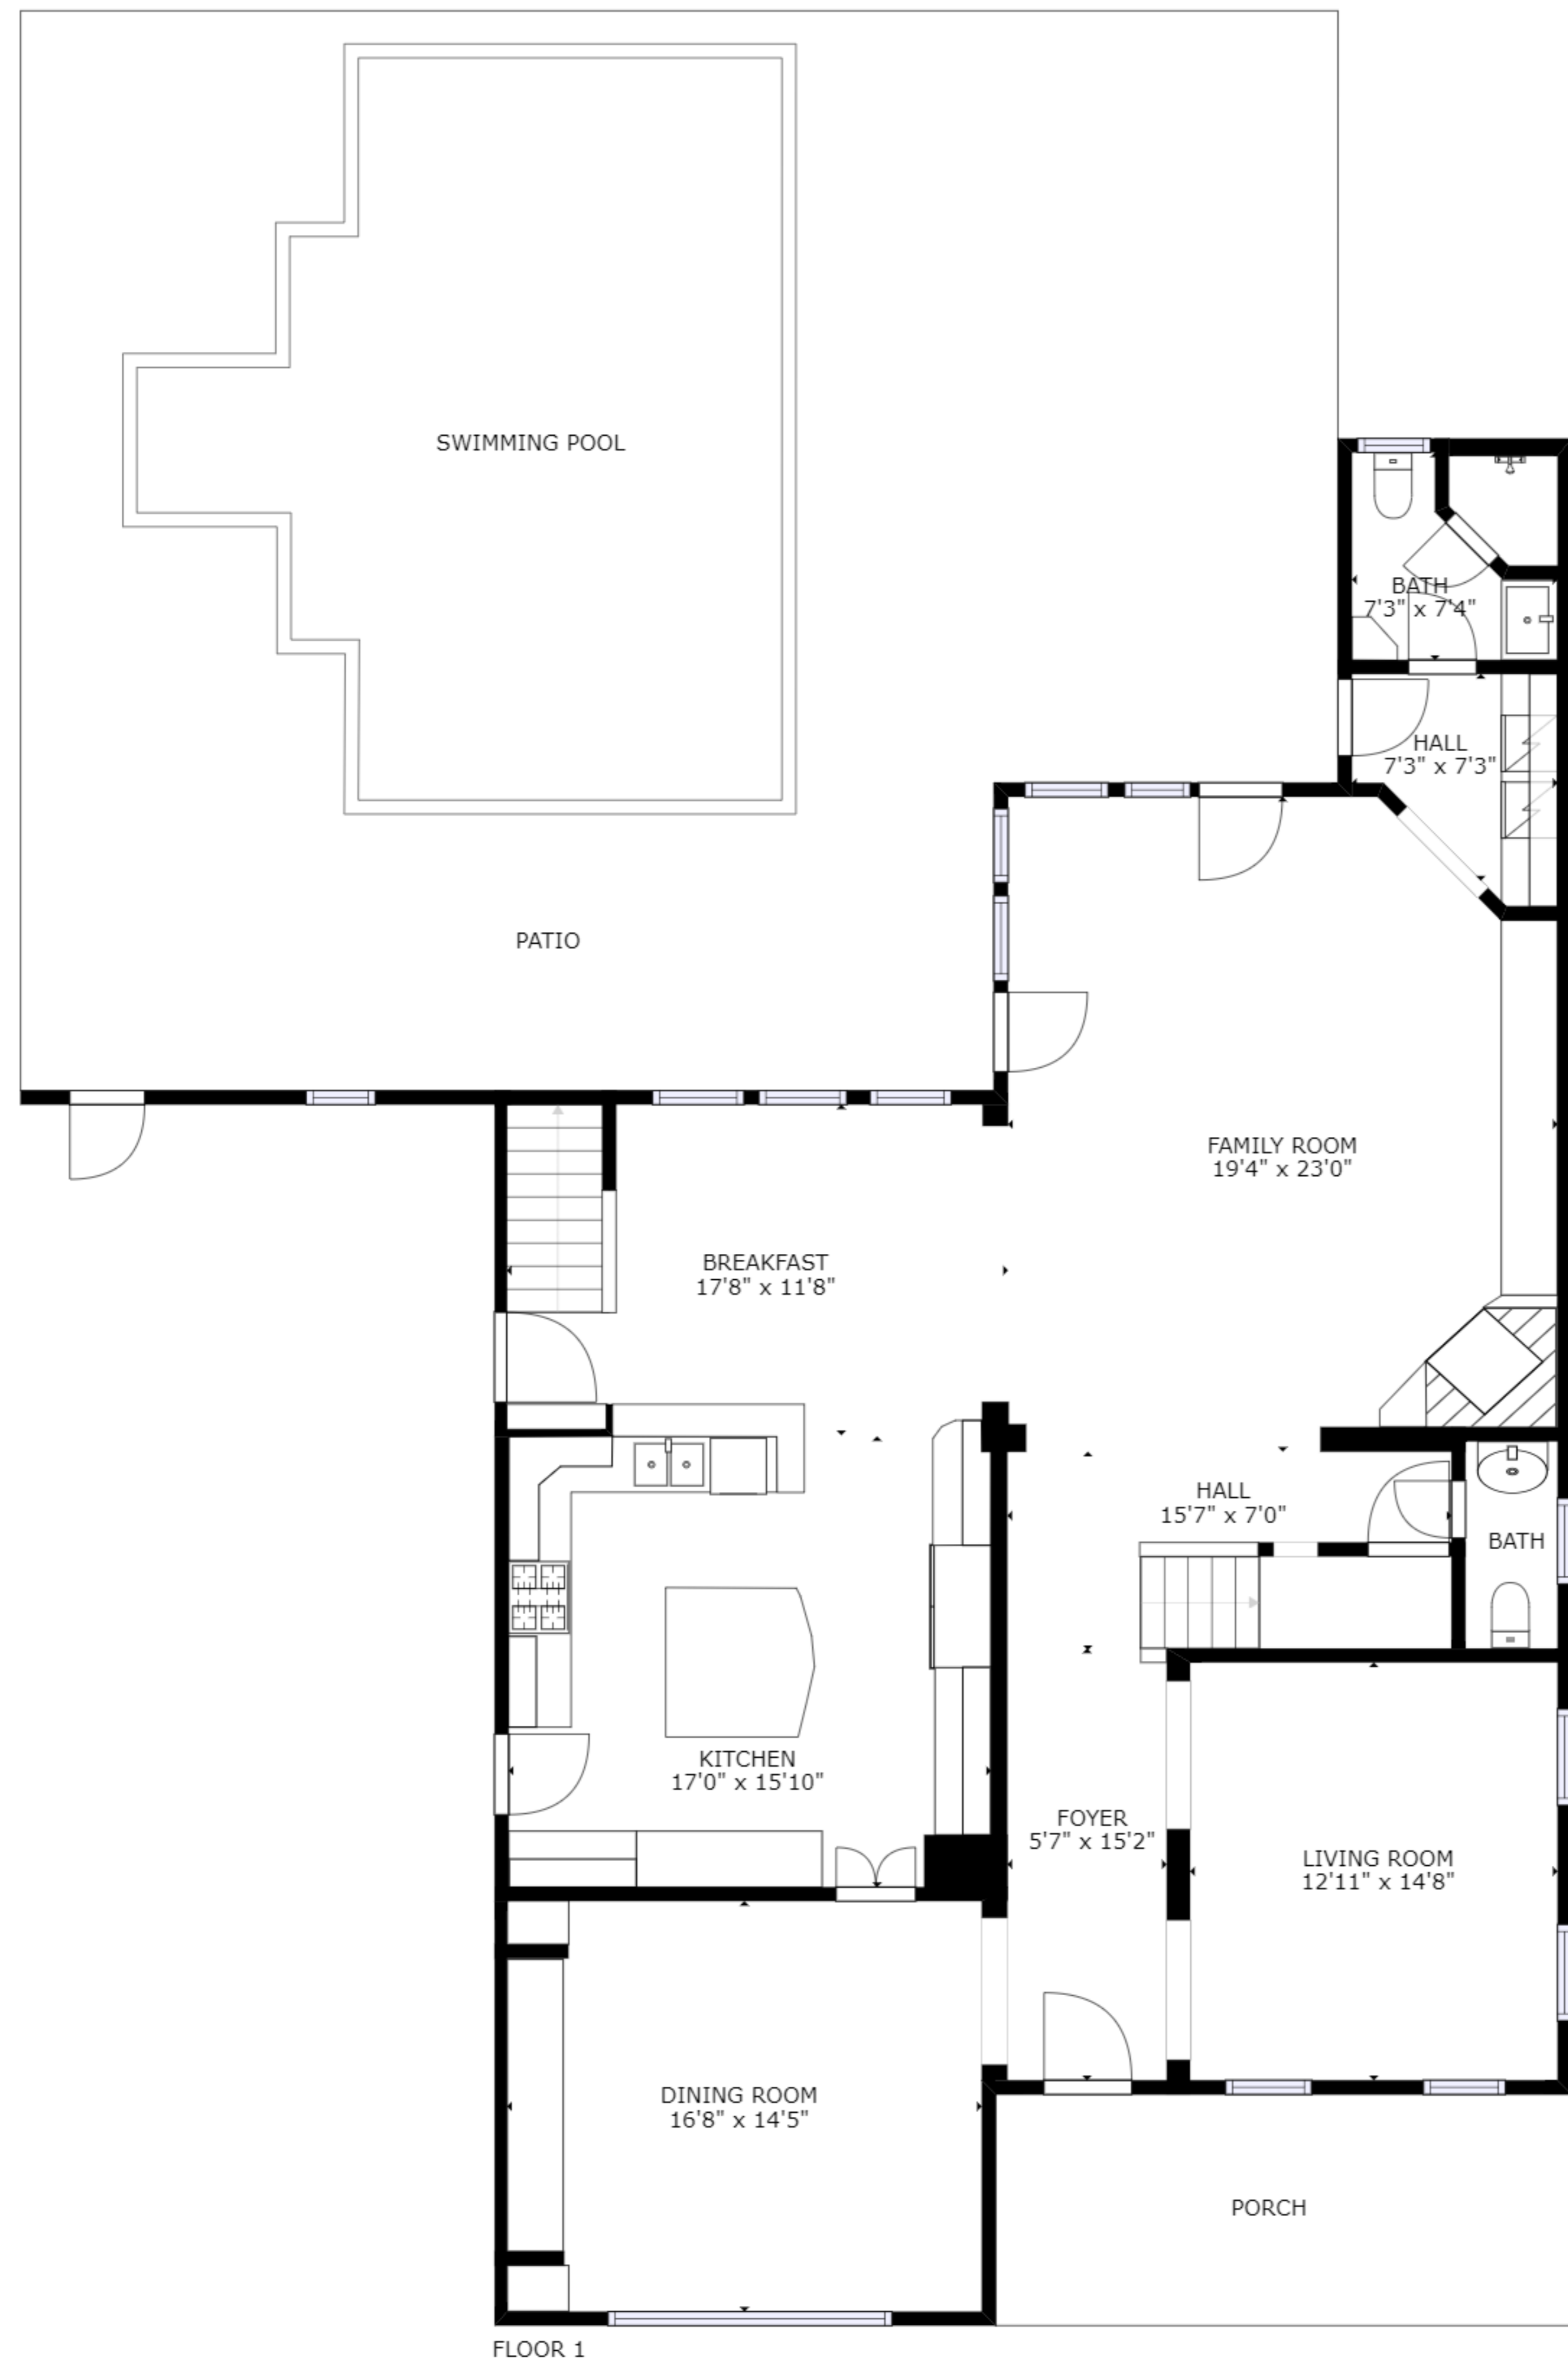 SWIMMING POOL
BATH
7'3" x 7'4"
HALL
7'3" x 7'3"
PATIO
FAMILY ROOM
19'4" x 23'0"
BREAKFAST
17'8" x 11'8"
HALL
15'7" x 7'0"
BATH
KITCHEN
17'0" x 15'10"
FOYER
5'7" x 15'2"
LIVING ROOM
12'11" x 14'8"
DINING ROOM
16'8" x 14'5"
PORCH
FLOOR 1